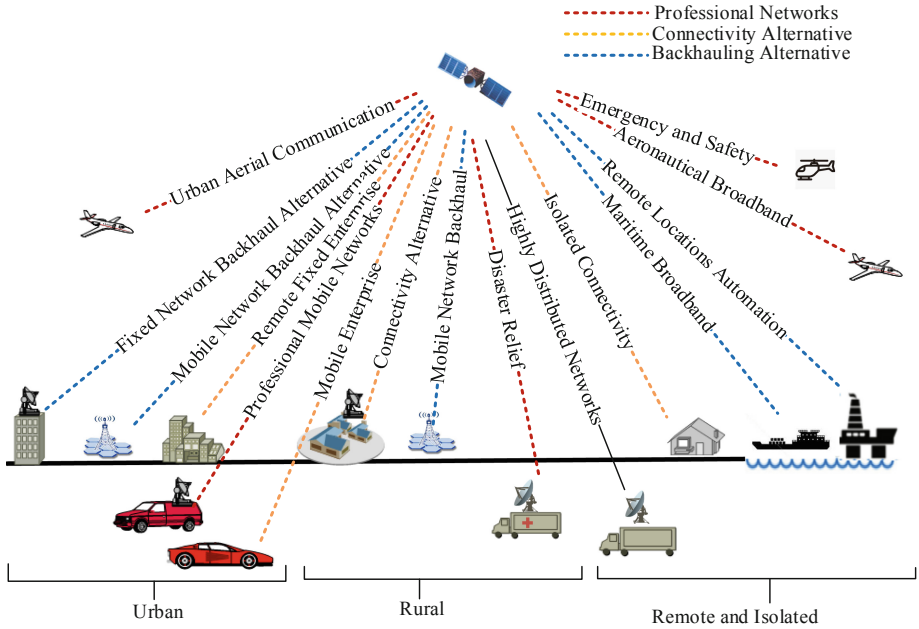 Professional Networks
Connectivity Alternative
Backhauling Alternative
Urban Aerial Communication
Fixed Network Backhaul Alternative
Mobile Network Backhaul Alternative
Remote Fixed Enterprise
Professional Mobile Networks
Mobile Enterprise
Connectivity Alternative
Mobile Network Backhaul
Disaster Relief
Highly Distributed Networks
Isolated Connectivity
Maritime Broadband
Remote Locations Automation
Aeronautical Broadband
Emergency and Safety
Urban
Rural
Remote and Isolated